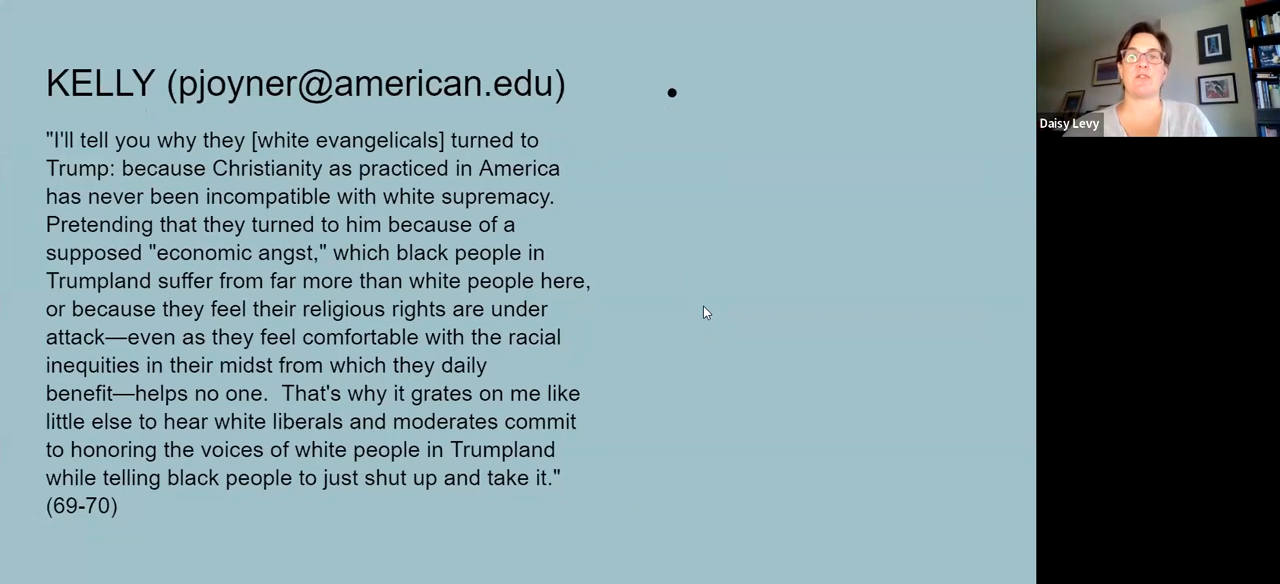 KELLY (pjoyner@american.edu)
•
"I'll tell you why they [white evangelicals] turned to
Trump: because Christianity as practiced in America
has never been incompatible with white supremacy.
Pretending that they turned to him because of a
supposed "economic angst," which black people in
Trumpland suffer from far more than white people here,
or because they feel their religious rights are under
attack—even as they feel comfortable with the racial
inequities in their midst from which they daily
benefit—helps no one.  That's why it grates on me like
little else to hear white liberals and moderates commit
to honoring the voices of white people in Trumpland
while telling black people to just shut up and take it."
(69-70)
Daisy Levy